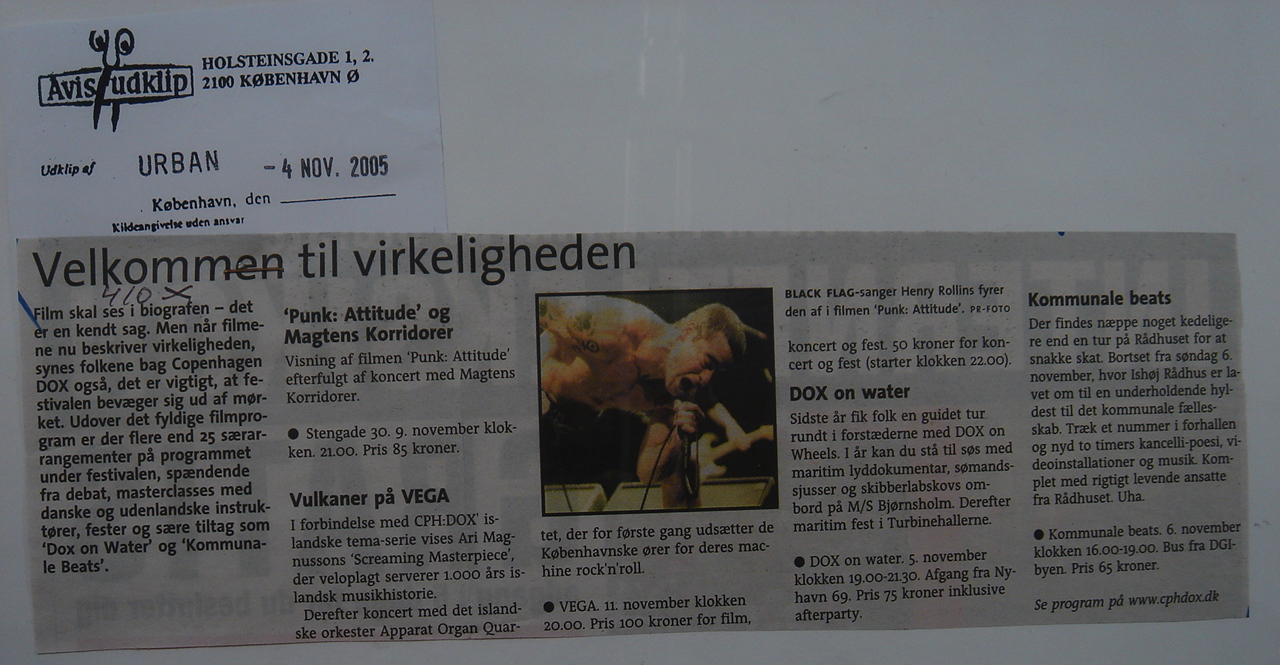 Avisudklip
HOLSTEINSGADE 1, 2.
2100 KØBENHAVN Ø
Udklip af URBAN - 4 NOV. 2005
København, den
Kildeangivelse uden ansvar
Velkommen til virkeligheden
410 x
Film skal ses i biografen – det
er en kendt sag. Men når filme-
ne nu beskriver virkeligheden,
synes folkene bag Copenhagen
DOX også, det er vigtigt, at fe-
stivalen bevæger sig ud af mør-
ket. Udover det fyldige filmpro-
gram er der flere end 25 særar-
rangementer på programmet
under festivalen, spændende
fra debat, masterclasses med
danske og udenlandske instruk-
tører, fester og sære tiltag som
'Dox on Water' og 'Kommuna-
le Beats'.
'Punk: Attitude' og
Magtens Korridorer
Visning af filmen 'Punk: Attitude'
efterfulgt af koncert med Magtens
Korridorer.
● Stengade 30. 9. november klok-
ken. 21.00. Pris 85 kroner.
Vulkaner på VEGA
I forbindelse med CPH:DOX' is-
landske tema-serie vises Ari Mag-
nussons 'Screaming Masterpiece',
der veloplagt serverer 1.000 års is-
landsk musikhistorie.
Derefter koncert med det island-
ske orkester Apparat Organ Quar-
tet, der for første gang udsætter de
Københavnske ører for deres mac-
hine rock'n'roll.
● VEGA. 11. november klokken
20.00. Pris 100 kroner for film,
BLACK FLAG-sanger Henry Rollins fyrer
den af i filmen 'Punk: Attitude'. PR-FOTO
koncert og fest. 50 kroner for kon-
cert og fest (starter klokken 22.00).
DOX on water
Sidste år fik folk en guidet tur
rundt i forstæderne med DOX on
Wheels. I år kan du stå til søs med
maritim lyddokumentar, sømands-
sjusser og skibberlabskovs om-
bord på M/S Bjørnsholm. Derefter
maritim fest i Turbinehallerne.
● DOX on water. 5. november
klokken 19.00-21.30. Afgang fra Ny-
havn 69. Pris 75 kroner inklusive
afterparty.
Kommunale beats
Der findes næppe noget kedelige-
re end en tur på Rådhuset for at
snakke skat. Bortset fra søndag 6.
november, hvor Ishøj Rådhus er la-
vet om til en underholdende hyl-
dest til det kommunale fælles-
skab. Træk et nummer i forhallen
og nyd to timers kancelli-poesi, vi-
deoinstallationer og musik. Kom-
plet med rigtigt levende ansatte
fra Rådhuset. Uha.
● Kommunale beats. 6. november
klokken 16.00-19.00. Bus fra DGI-
byen. Pris 65 kroner.
Se program på www.cphdox.dk